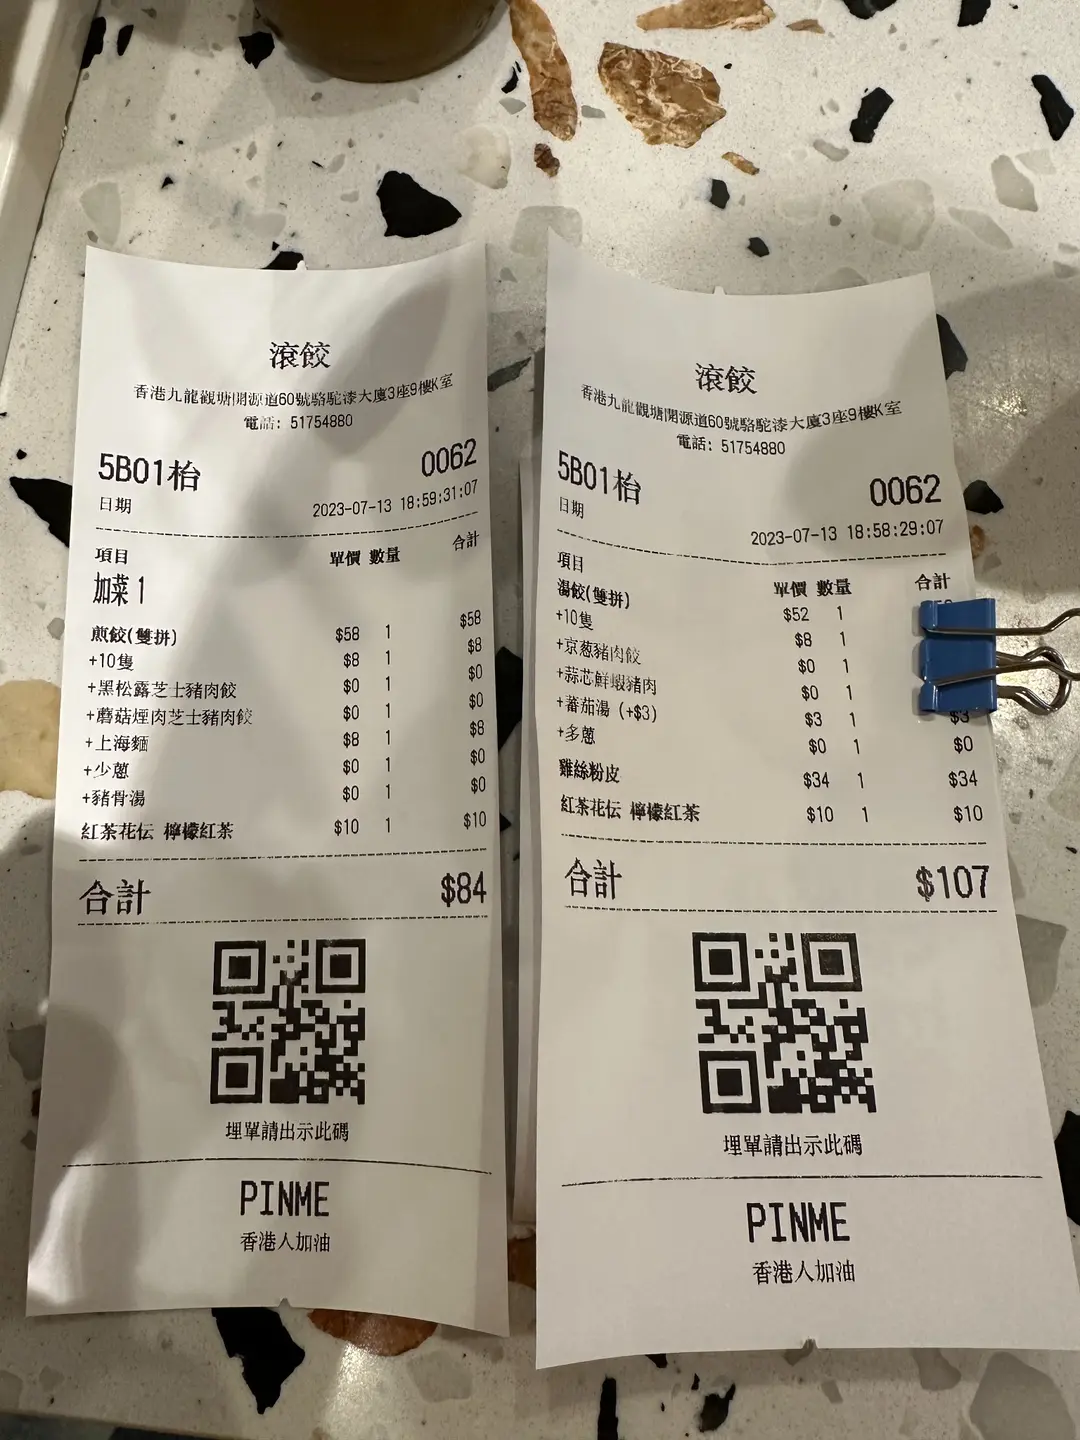 滾餃
香港九龍觀塘開源道60號駱駝漆大廈3座9樓K室
電話: 51754880
5B01枱 0062
日期 2023-07-13 18:59:31:07
項目 單價 數量 合計
加菜 1
煎餃(雙拼) $58 1 $58
+10隻 $8 1 $8
+黑松露芝士豬肉餃 $0 1 $0
+蘑菇煙肉芝士豬肉餃 $0 1 $0
+上海麵 $8 1 $8
+少蔥 $0 1 $0
+豬骨湯 $0 1 $0
紅茶花伝 檸檬紅茶 $10 1 $10
合計 $84
埋單請出示此碼
PINME
香港人加油
滾餃
香港九龍觀塘開源道60號駱駝漆大廈3座9樓K室
電話: 51754880
5B01枱 0062
日期 2023-07-13 18:58:29:07
項目 單價 數量 合計
湯餃(雙拼) $52 1
+10隻 $8 1
+京葱豬肉餃 $0 1
+蒜芯鮮蝦豬肉 $0 1
+蕃茄湯 (+$3) $3 1 $3
+多蔥 $0 1 $0
雞絲粉皮 $34 1 $34
紅茶花伝 檸檬紅茶 $10 1 $10
合計 $107
埋單請出示此碼
PINME
香港人加油